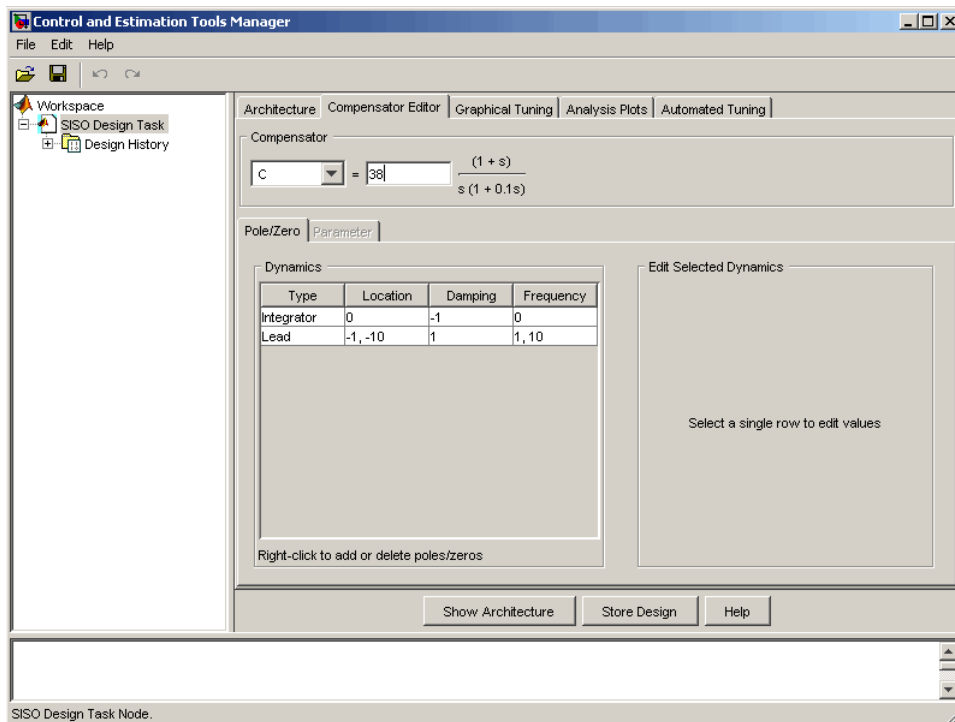 Control and Estimation Tools Manager
File Edit Help
Workspace
SISO Design Task
Design History
Architecture Compensator Editor Graphical Tuning Analysis Plots Automated Tuning
Compensator
C = 38 (1 + s)
s (1 + 0.1s)
Pole/Zero Parameter
Dynamics
Type Location Damping Frequency
Integrator 0 -1 0
Lead -1, -10 1 1, 10
Right-click to add or delete poles/zeros
Edit Selected Dynamics
Select a single row to edit values
Show Architecture Store Design Help
SISO Design Task Node.